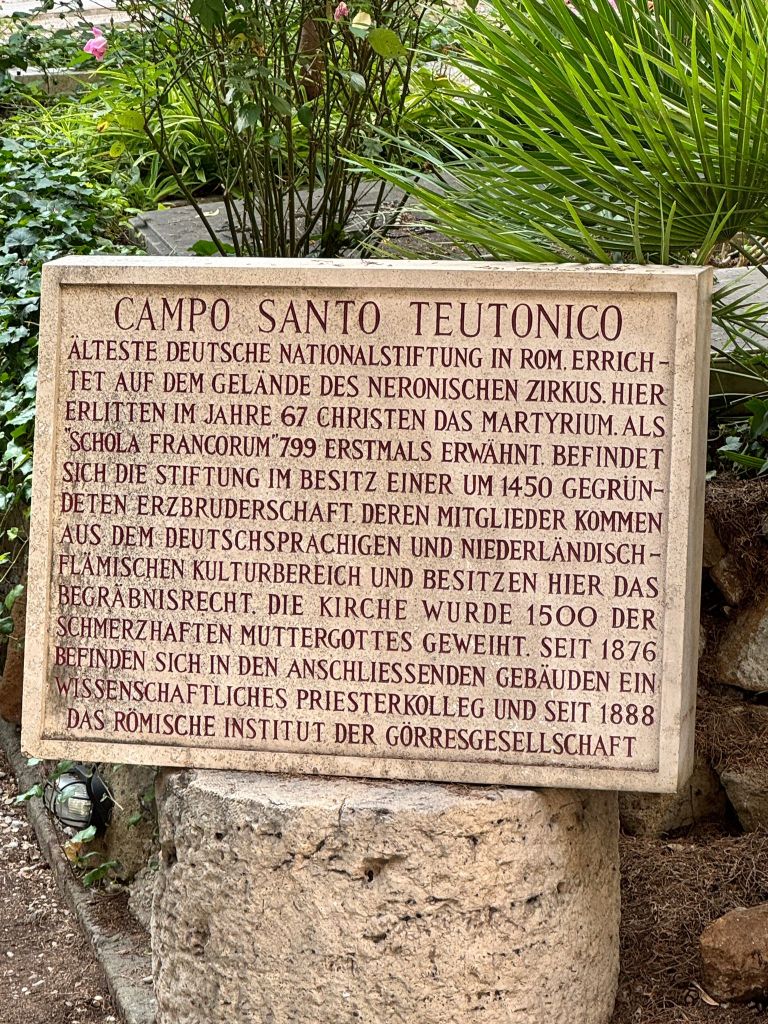 CAMPO SANTO TEUTONICO
ÄLTESTE DEUTSCHE NATIONALSTIFTUNG IN ROM, ERRICH-
TET AUF DEM GELÄNDE DES NERONISCHEN ZIRKUS. HIER
ERLITTEN IM JAHRE 67 CHRISTEN DAS MARTYRIUM. ALS
"SCHOLA FRANCORUM" 799 ERSTMALS ERWÄHNT, BEFINDET
SICH DIE STIFTUNG IM BESITZ EINER UM 1450 GEGRÜN-
DETEN ERZBRUDERSCHAFT, DEREN MITGLIEDER KOMMEN
AUS DEM DEUTSCHSPRACHIGEN UND NIEDERLÄNDISCH-
FLÄMISCHEN KULTURBEREICH UND BESITZEN HIER DAS
BEGRÄBNISRECHT. DIE KIRCHE WURDE 1500 DER
SCHMERZHAFTEN MUTTERGOTTES GEWEIHT. SEIT 1876
BEFINDEN SICH IN DEN ANSCHLIESSENDEN GEBÄUDEN EIN
WISSENSCHAFTLICHES PRIESTERKOLLEG UND SEIT 1888
DAS RÖMISCHE INSTITUT DER GÖRRESGESELLSCHAFT